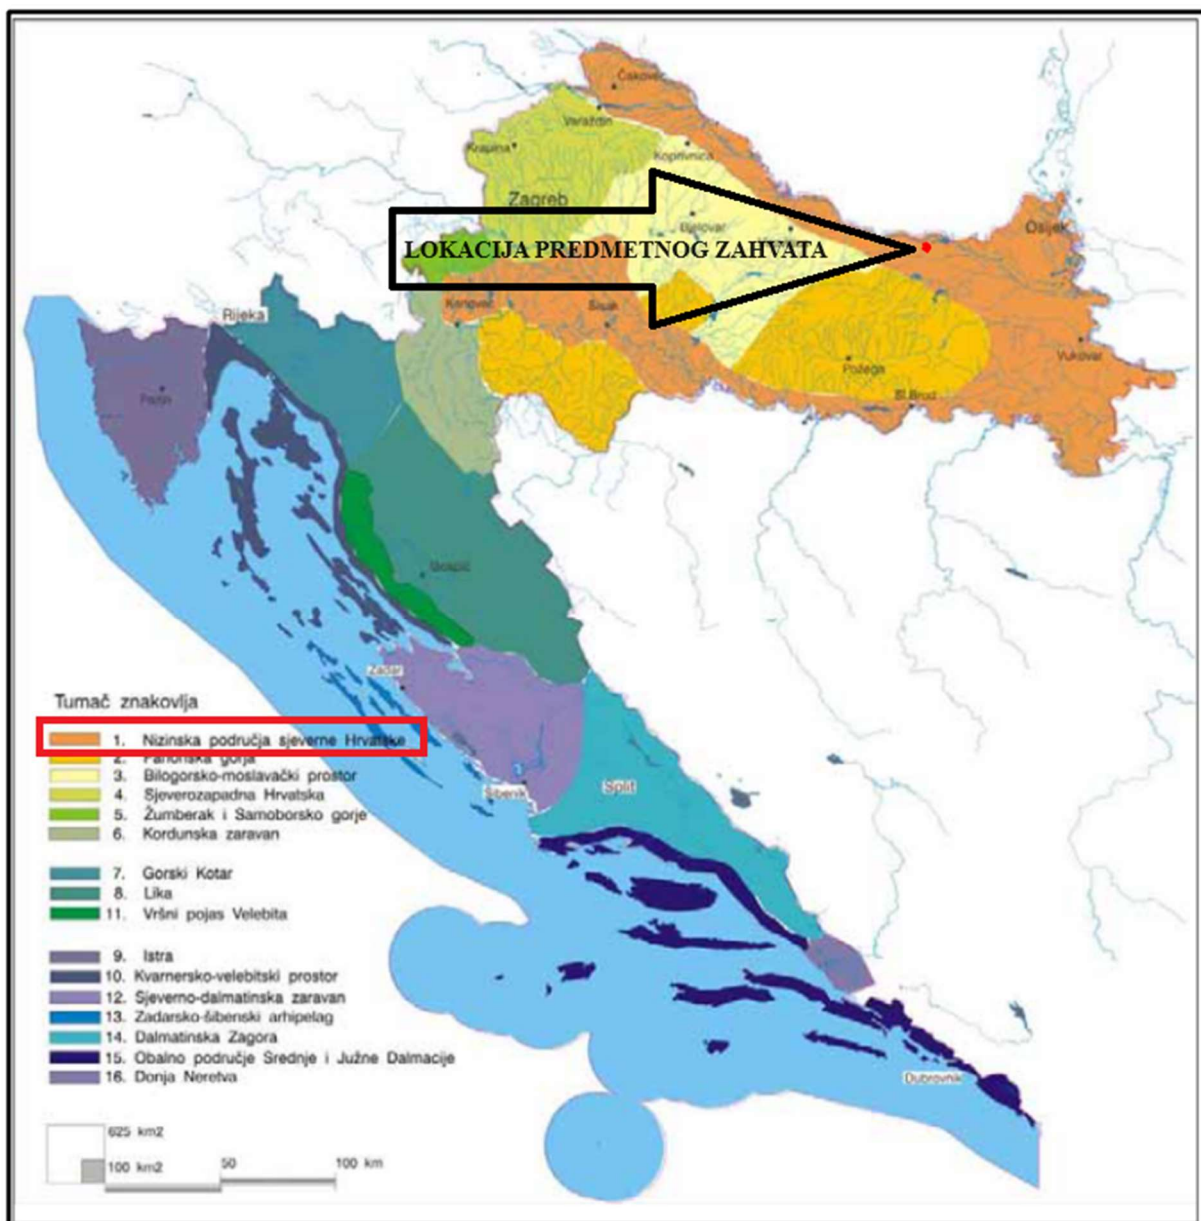 Čakovec
Varaždin
Krapina
Koprivnica
Zagreb
Bjelovar
Osijek
LOKACIJA PREDMETNOG ZAHVATA
Karlovac
Sisak
Rijeka
Vukovar
Požega
Sl.Brod
Pazin
Gospić
Zadar
Tumač znakovlja
1. Nizinska područja sjeverne Hrvatske
2. Panonska gorja
3. Bilogorsko-moslavački prostor
4. Sjeverozapadna Hrvatska
5. Žumberak i Samoborsko gorje
6. Kordunska zaravan
7. Gorski Kotar
8. Lika
11. Vršni pojas Velebita
9. Istra
10. Kvarnersko-velebitski prostor
12. Sjeverno-dalmatinska zaravan
13. Zadarsko-šibenski arhipelag
14. Dalmatinska Zagora
15. Obalno područje Srednje i Južne Dalmacije
16. Donja Neretva
Šibenik
Split
Dubrovnik
625 km2
100 km2
50
100 km